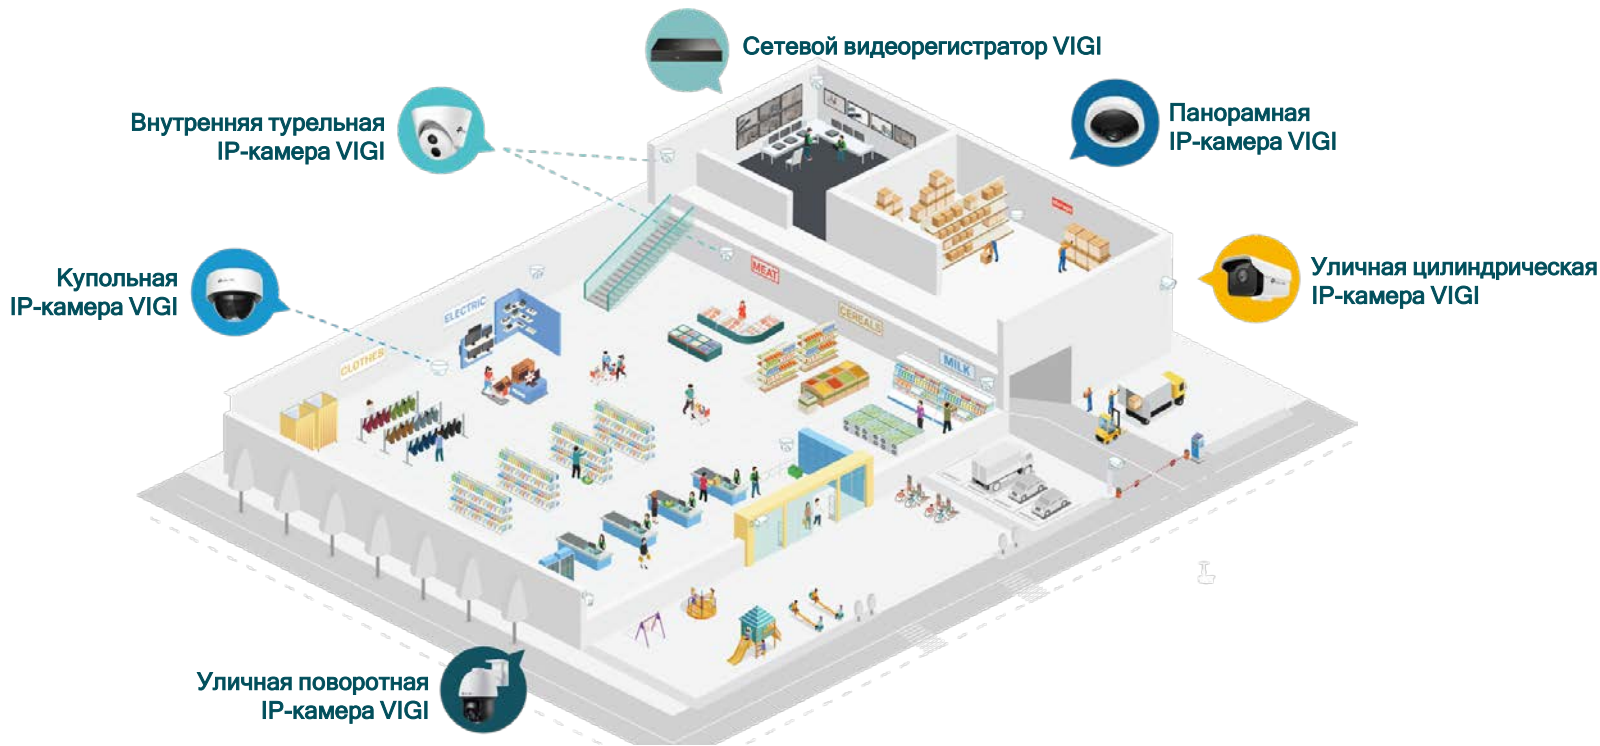 Сетевой видеорегистратор VIGI
Внутренняя турельная
IP-камера VIGI
Панорамная
IP-камера VIGI
Купольная
IP-камера VIGI
Уличная цилиндрическая
IP-камера VIGI
MEAT
ELECTRIC
CEREALS
CLOTHES
MILK
Уличная поворотная
IP-камера VIGI